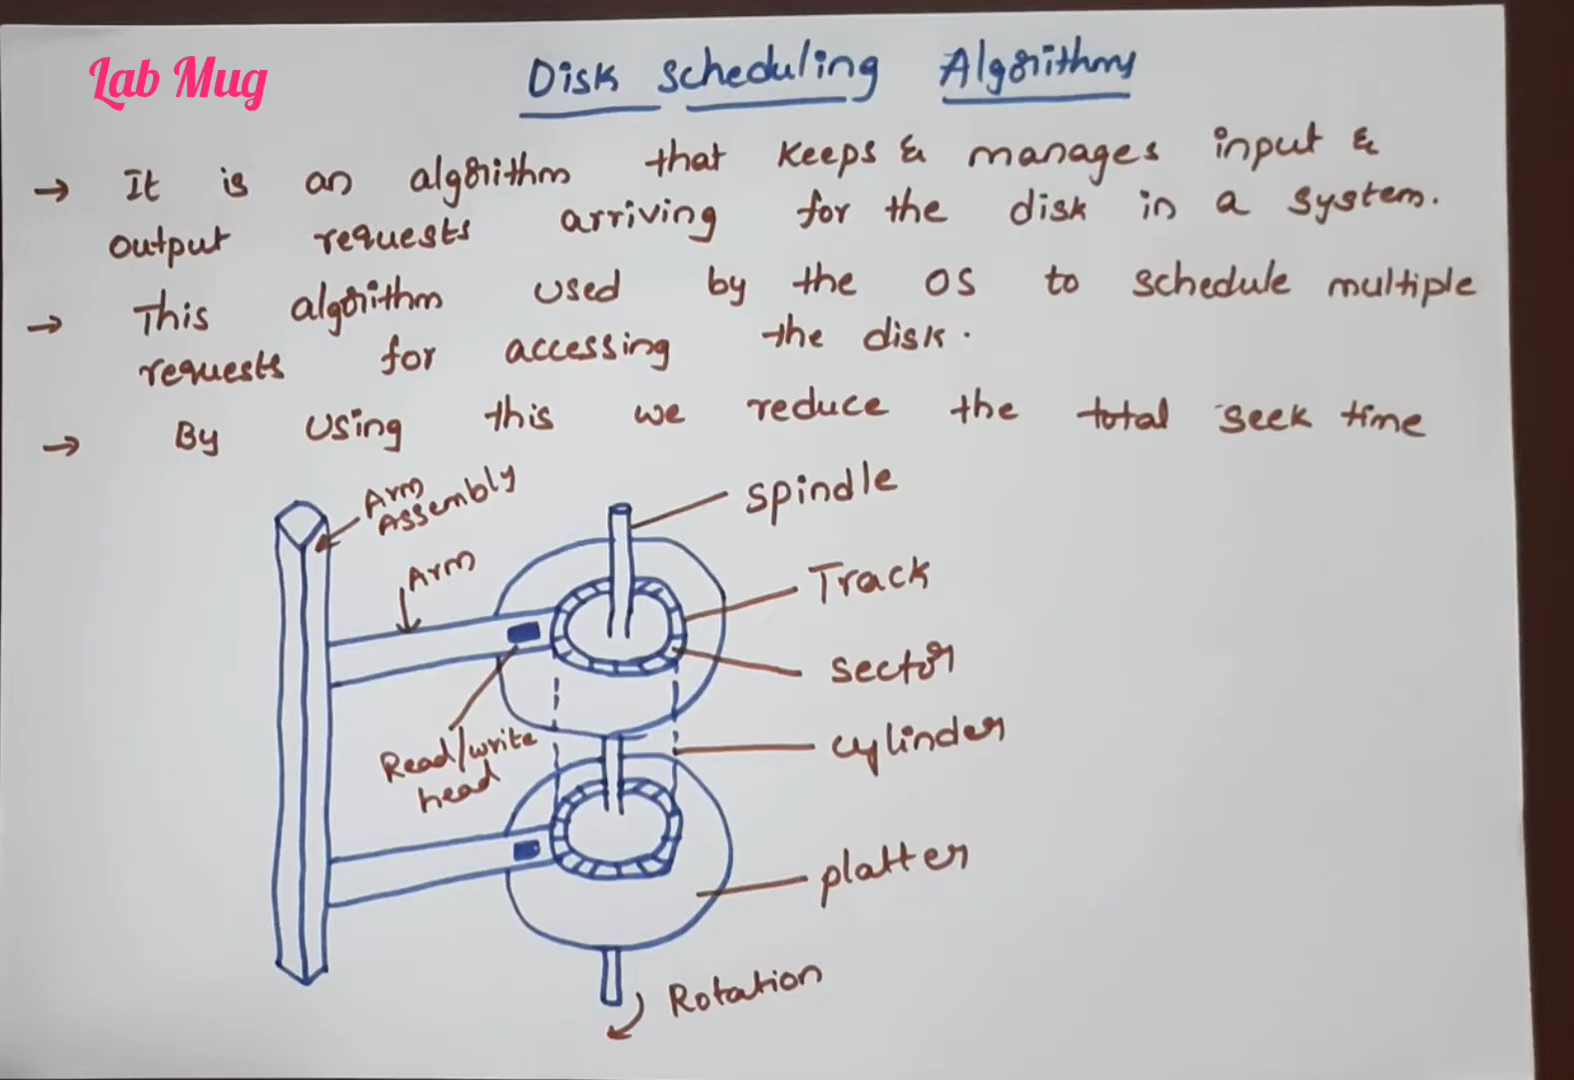 Lab Mug
Disk scheduling Algorithms
→ It is an algorithm that keeps & manages input &
output requests arriving for the disk in a system.
→ This algorithm used by the OS to schedule multiple
requests for accessing the disk.
→ By using this we reduce the total seek time
Arm
Assembly
spindle
Arm
Track
sector
Read/write
head
cylinder
platter
Rotation